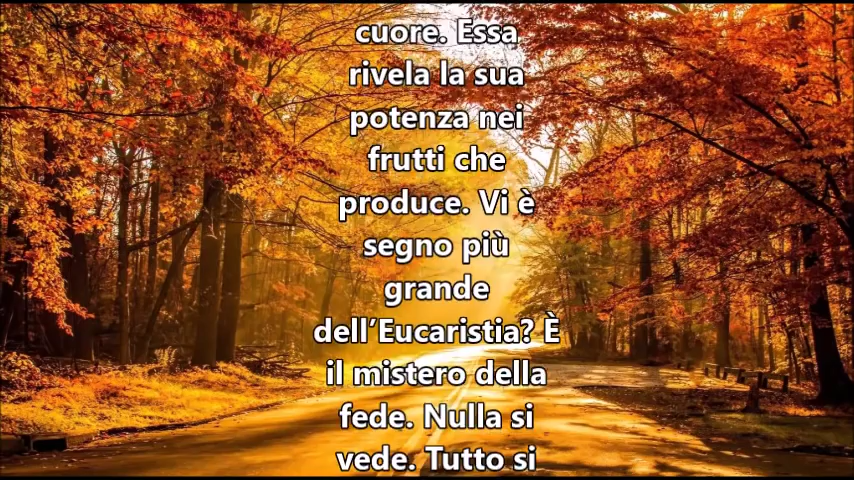 cuore. Essa
rivela la sua
potenza nei
frutti che
produce. Vi è
segno più
grande
dell’Eucaristia? È
il mistero della
fede. Nulla si
vede. Tutto si